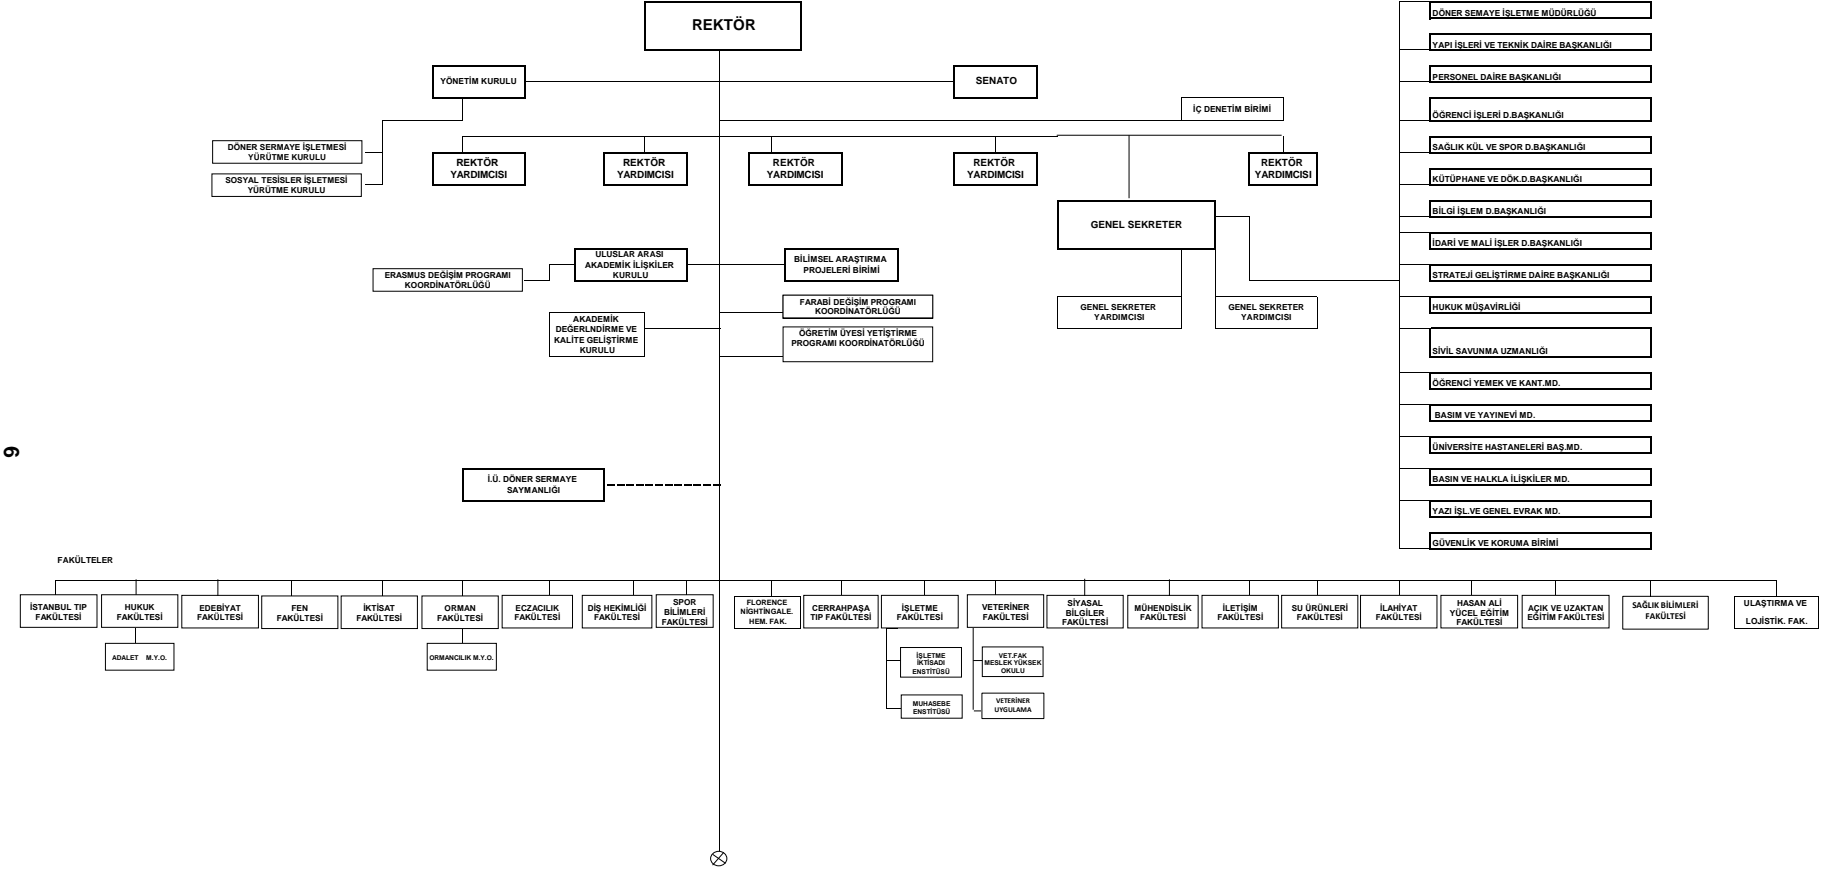 REKTÖR
YÖNETİM KURULU
SENATO
İÇ DENETİM BİRİMİ
DÖNER SERMAYE İŞLETMESİ
YÜRÜTME KURULU
SOSYAL TESİSLER İŞLETMESİ
YÜRÜTME KURULU
REKTÖR
YARDIMCISI
REKTÖR
YARDIMCISI
REKTÖR
YARDIMCISI
REKTÖR
YARDIMCISI
REKTÖR
YARDIMCISI
GENEL SEKRETER
ULUSLAR ARASI
AKADEMİK İLİŞKİLER
KURULU
BİLİMSEL ARAŞTIRMA
PROJELERİ BİRİMİ
ERASMUS DEĞİŞİM PROGRAMI
KOORDİNATÖRLÜĞÜ
FARABİ DEĞİŞİM PROGRAMI
KOORDİNATÖRLÜĞÜ
GENEL SEKRETER
YARDIMCISI
GENEL SEKRETER
YARDIMCISI
AKADEMİK
DEĞERLNDİRME VE
KALİTE GELİŞTİRME
KURULU
ÖĞRETİM ÜYESİ YETİŞTİRME
PROGRAMI KOORDİNATÖRLÜĞÜ
DÖNER SEMAYE İŞLETME MÜDÜRLÜĞÜ
YAPI İŞLERİ VE TEKNİK DAİRE BAŞKANLIĞI
PERSONEL DAİRE BAŞKANLIĞI
ÖĞRENCİ İŞLERİ D.BAŞKANLIĞI
SAĞLIK KÜL VE SPOR D.BAŞKANLIĞI
KÜTÜPHANE VE DÖK.D.BAŞKANLIĞI
BİLGİ İŞLEM D.BAŞKANLIĞI
İDARİ VE MALİ İŞLER D.BAŞKANLIĞI
STRATEJİ GELİŞTİRME DAİRE BAŞKANLIĞI
HUKUK MÜŞAVİRLİĞİ
SİVİL SAVUNMA UZMANLIĞI
ÖĞRENCİ YEMEK VE KANT.MD.
BASIM VE YAYINEVİ MD.
ÜNİVERSİTE HASTANELERİ BAŞ.MD.
BASIN VE HALKLA İLİŞKİLER MD.
YAZI İŞL.VE GENEL EVRAK MD.
GÜVENLİK VE KORUMA BİRİMİ
9
İ.Ü. DÖNER SERMAYE
SAYMANLIĞI
FAKÜLTELER
İSTANBUL TIP
FAKÜLTESİ
HUKUK
FAKÜLTESİ
EDEBİYAT
FAKÜLTESİ
FEN
FAKÜLTESİ
İKTİSAT
FAKÜLTESİ
ORMAN
FAKÜLTESİ
ECZACILIK
FAKÜLTESİ
DİŞ HEKİMLİĞİ
FAKÜLTESİ
SPOR
BİLİMLERİ
FAKÜLTESİ
FLORENCE
NİGHTİNGALE.
HEM. FAK.
CERRAHPAŞA
TIP FAKÜLTESİ
İŞLETME
FAKÜLTESİ
VETERİNER
FAKÜLTESİ
SİYASAL
BİLGİLER
FAKÜLTESİ
MÜHENDİSLİK
FAKÜLTESİ
İLETİŞİM
FAKÜLTESİ
SU ÜRÜNLERİ
FAKÜLTESİ
İLAHİYAT
FAKÜLTESİ
HASAN ALİ
YÜCEL EĞİTİM
FAKÜLTESİ
AÇIK VE UZAKTAN
EĞİTİM FAKÜLTESİ
SAĞLIK BİLİMLERİ
FAKÜLTESİ
ULAŞTIRMA VE
LOJİSTİK. FAK.
ADALET M.Y.O.
ORMANCILIK M.Y.O.
İŞLETME
İKTİSADI
ENSTİTÜSÜ
VET.FAK
MESLEK YÜKSEK
OKULU
MUHASEBE
ENSTİTÜSÜ
VETERİNER
UYGULAMA